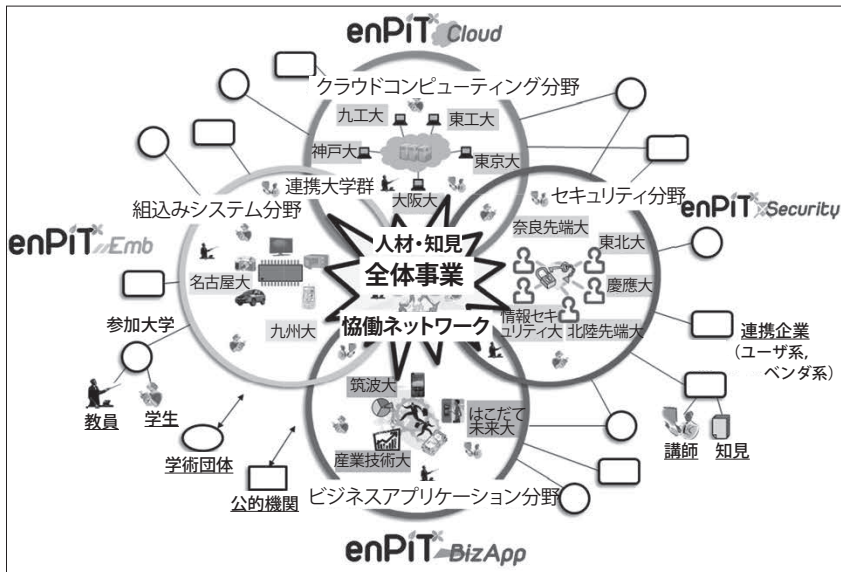 enPiT Cloud
クラウドコンピューティング分野
九工大
東工大
神戸大
東京大
大阪大
連携大学群
組込みシステム分野
セキュリティ分野
enPiT Emb
enPiT Security
奈良先端大
東北大
慶應大
情報セキ
ュリティ大
北陸先端大
人材・知見
全体事業
協働ネットワーク
名古屋大
九州大
参加大学
教員
学生
学術団体
公的機関
連携企業
(ユーザ系,
ベンダ系)
講師
知見
筑波大
はこだて
未来大
産業技術大
ビジネスアプリケーション分野
enPiT BizApp